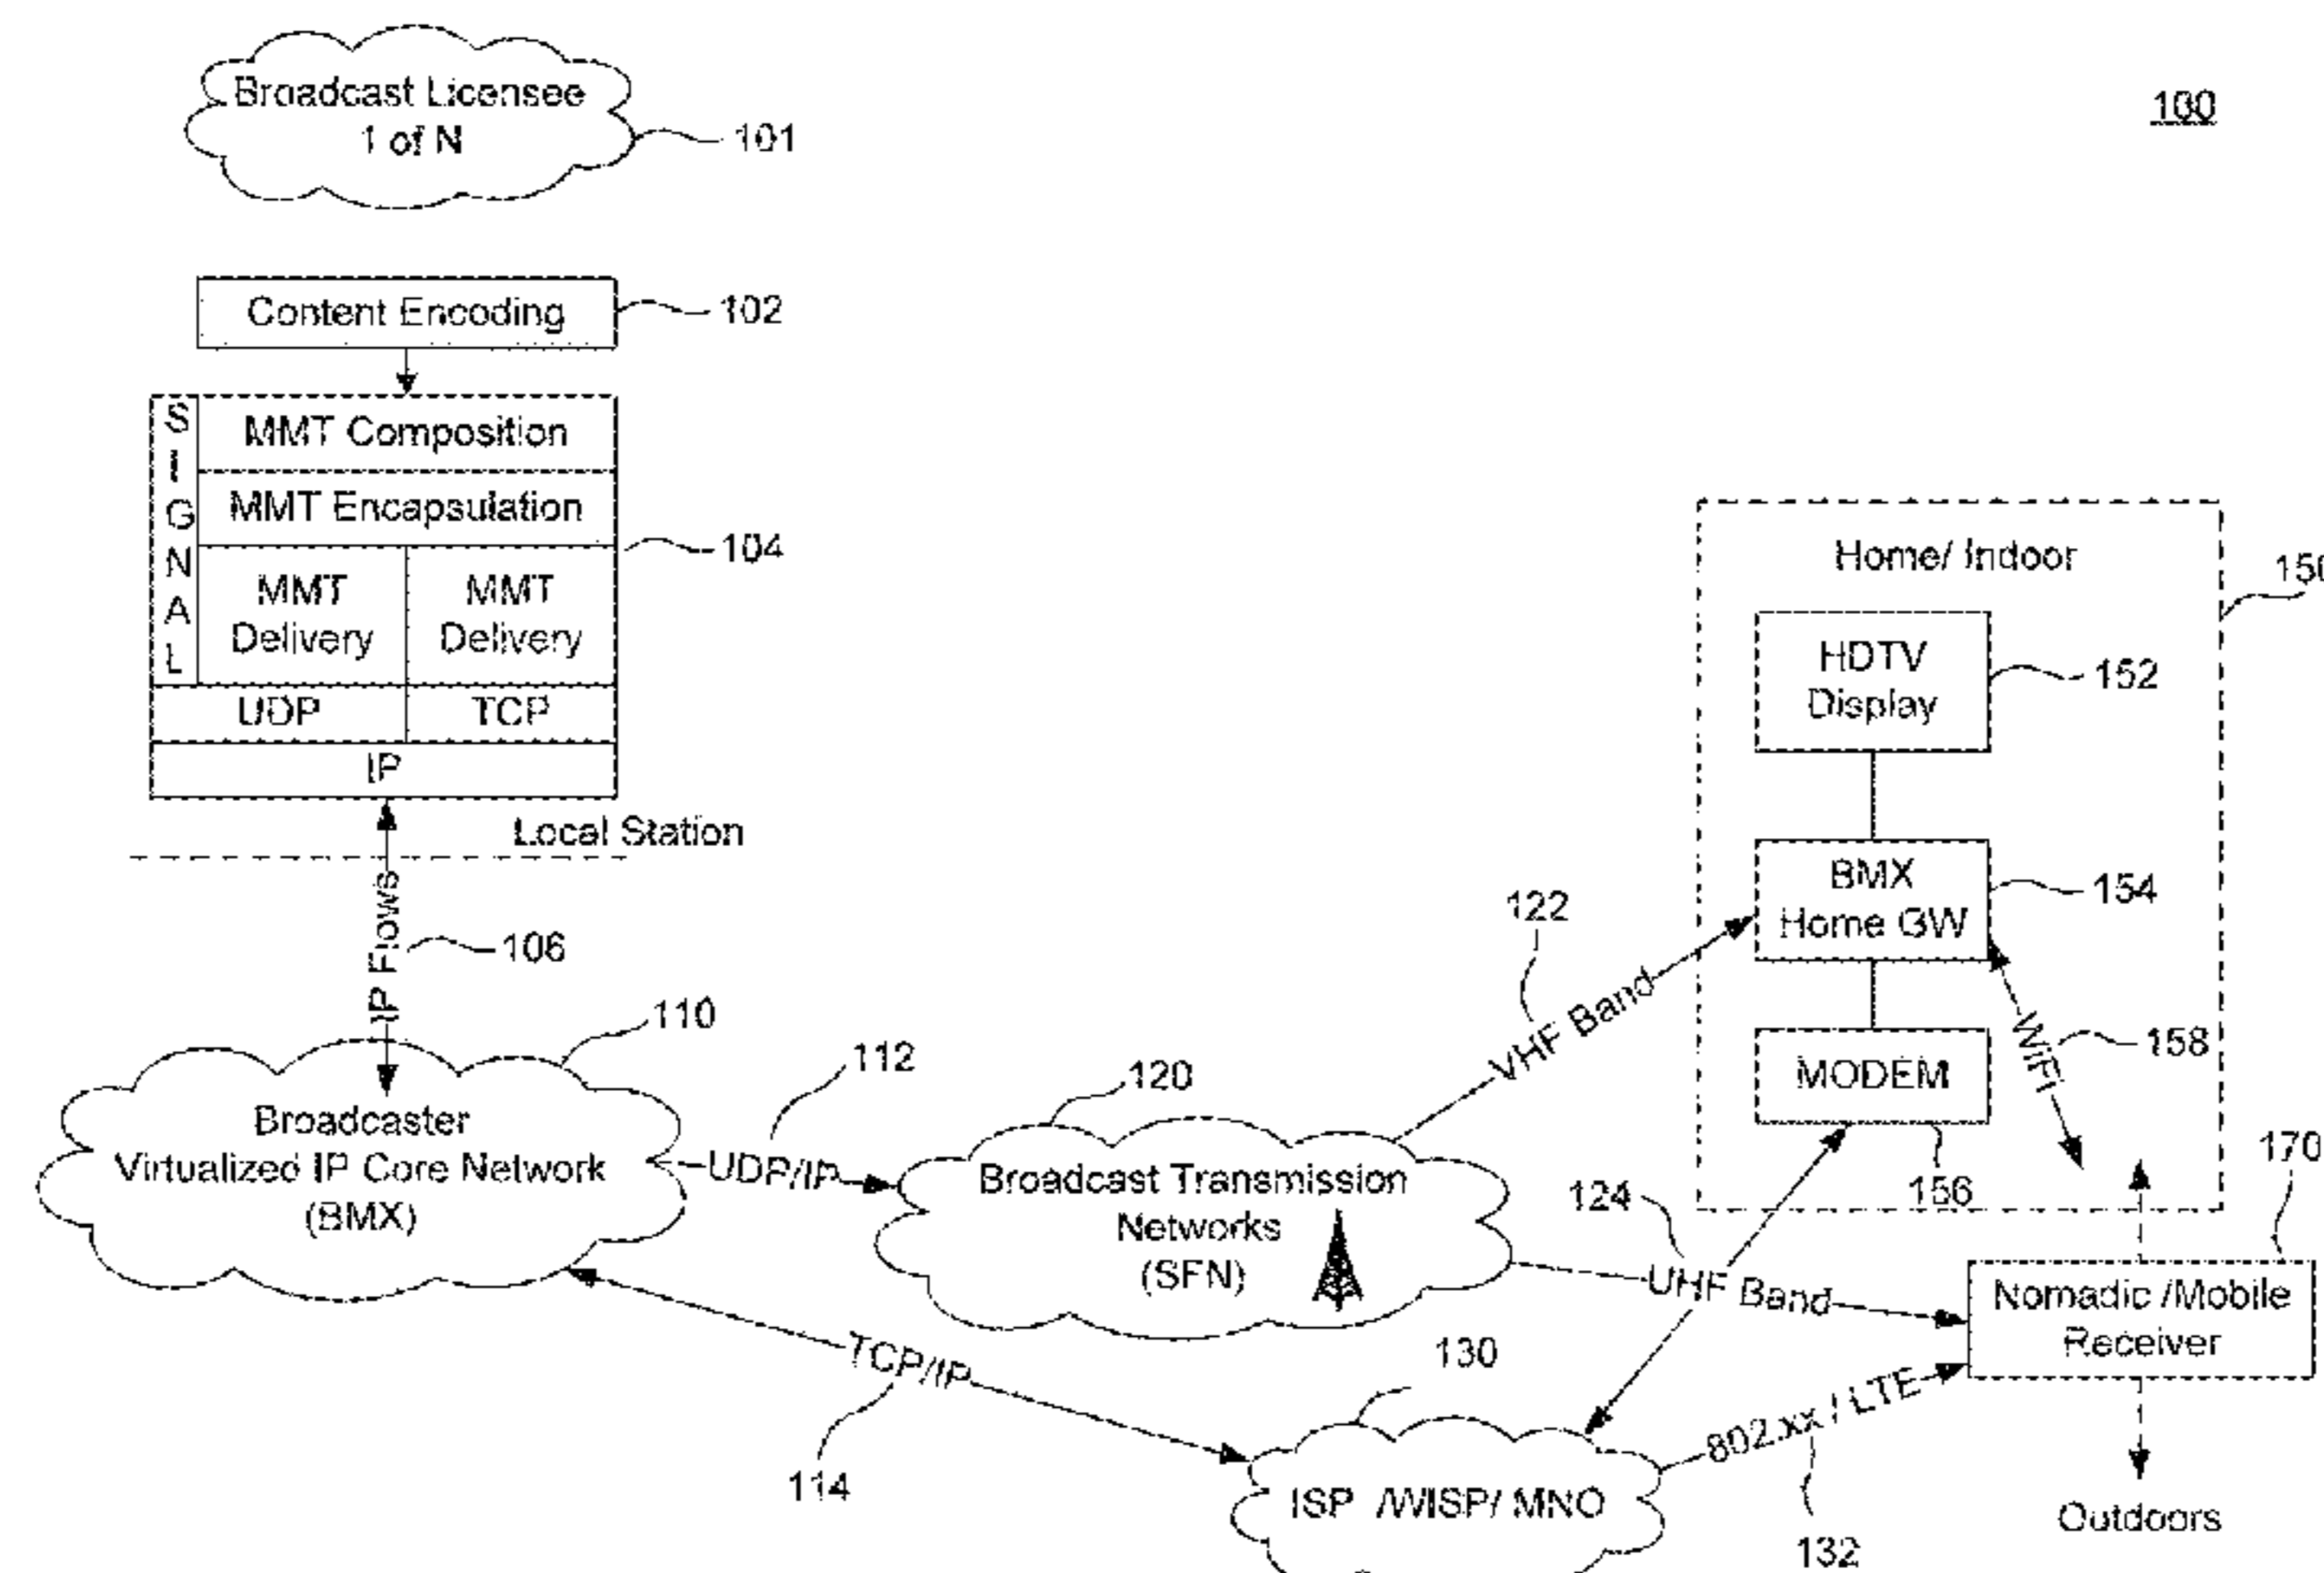 Broadcast Licensee
1 of N
101
100
Content Encoding
102
SIGNAL
MMT Composition
MMT Encapsulation
104
MMT
Delivery
MMT
Delivery
UDP
TCP
IP
Local Station
IP Flows
106
110
Broadcaster
Virtualized IP Core Network
(BMX)
112
UDP/IP
120
Broadcast Transmission
Networks
(SFN)
122
VHF Band
124
UHF Band
TCP/IP
114
130
ISP /WISP/ MNO
802.xx / LTE
132
Home/ Indoor
150
HDTV
Display
152
BMX
Home GW
154
WiFi
158
MODEM
156
170
Nomadic /Mobile
Receiver
Outdoors